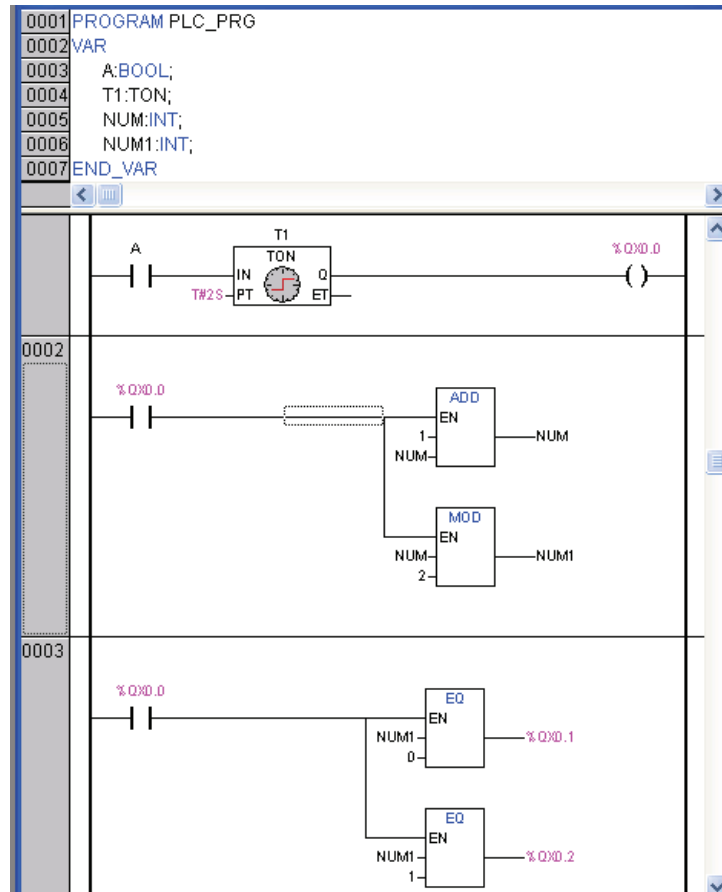 0001 PROGRAM PLC_PRG
0002 VAR
0003 A:BOOL;
0004 T1:TON;
0005 NUM:INT;
0006 NUM1:INT;
0007 END_VAR
A
T1
TON
%QX0.0
IN
Q
T#2S
PT
ET
0002
%QX0.0
ADD
EN
1
NUM
NUM
MOD
EN
NUM
NUM1
2
0003
%QX0.0
EQ
EN
NUM1
%QX0.1
0
EQ
EN
NUM1
%QX0.2
1